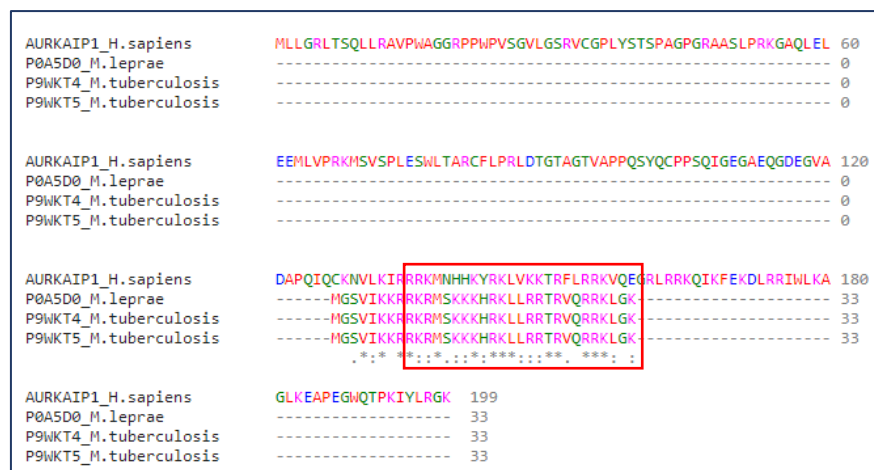 AURKAIP1_H.sapiens MLLGRLTSQLLRAVPWAGGRPPWPVSGVLGSRVCGPLYSTSPAGPGRAASLPRKGAQLEL 60
P0A5D0_M.leprae ------------------------------------------------------------ 0
P9WKT4_M.tuberculosis ------------------------------------------------------------ 0
P9WKT5_M.tuberculosis ------------------------------------------------------------ 0
AURKAIP1_H.sapiens EEMLVPRKMSVSPLESWLTARCFLPRLDTGTAGTVAPPQSYQCPPSQIGEGAEQGDEGVA 120
P0A5D0_M.leprae ------------------------------------------------------------ 0
P9WKT4_M.tuberculosis ------------------------------------------------------------ 0
P9WKT5_M.tuberculosis ------------------------------------------------------------ 0
AURKAIP1_H.sapiens DAPQIQCKNVLKIRRRKMNHHKYRKLVKKTRFLRRKVQEGRLRRKQIKFEKDLRRIWLKA 180
P0A5D0_M.leprae ------MGSVIKKRRKRMSKKKHRKLLRRTRVQRRKLGK--------------------- 33
P9WKT4_M.tuberculosis ------MGSVIKKRRKRMSKKKHRKLLRRTRVQRRKLGK--------------------- 33
P9WKT5_M.tuberculosis ------MGSVIKKRRKRMSKKKHRKLLRRTRVQRRKLGK--------------------- 33
.*:* **::*.::*:***:::**. ***: :
AURKAIP1_H.sapiens GLKEAPEGWQTPKIYLRGK 199
P0A5D0_M.leprae ------------------- 33
P9WKT4_M.tuberculosis ------------------- 33
P9WKT5_M.tuberculosis ------------------- 33